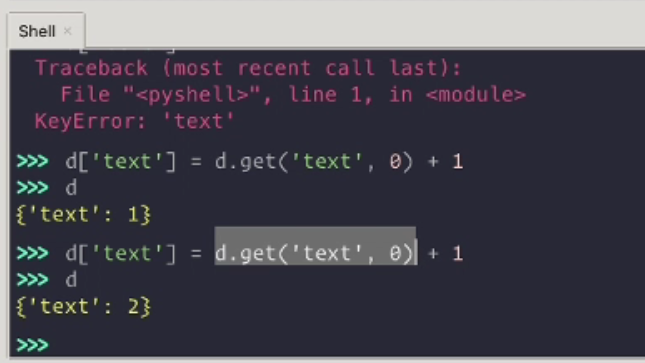 Shell ×
Traceback (most recent call last):
  File "<pyshell>", line 1, in <module>
KeyError: 'text'
>>> d['text'] = d.get('text', 0) + 1
>>> d
{'text': 1}
>>> d['text'] = d.get('text', 0) + 1
>>> d
{'text': 2}
>>>